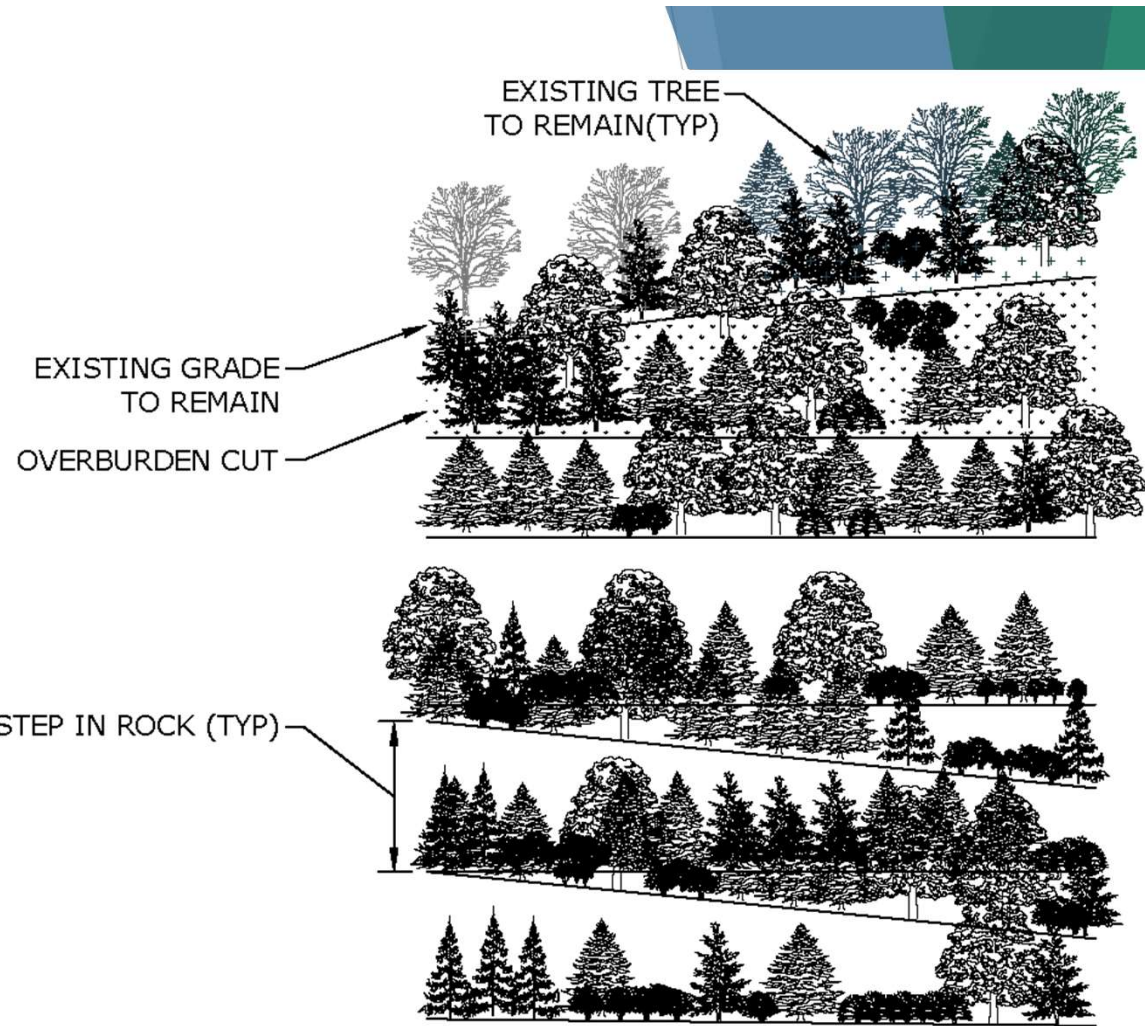 EXISTING TREE
TO REMAIN(TYP)
EXISTING GRADE
TO REMAIN
OVERBURDEN CUT
STEP IN ROCK (TYP)